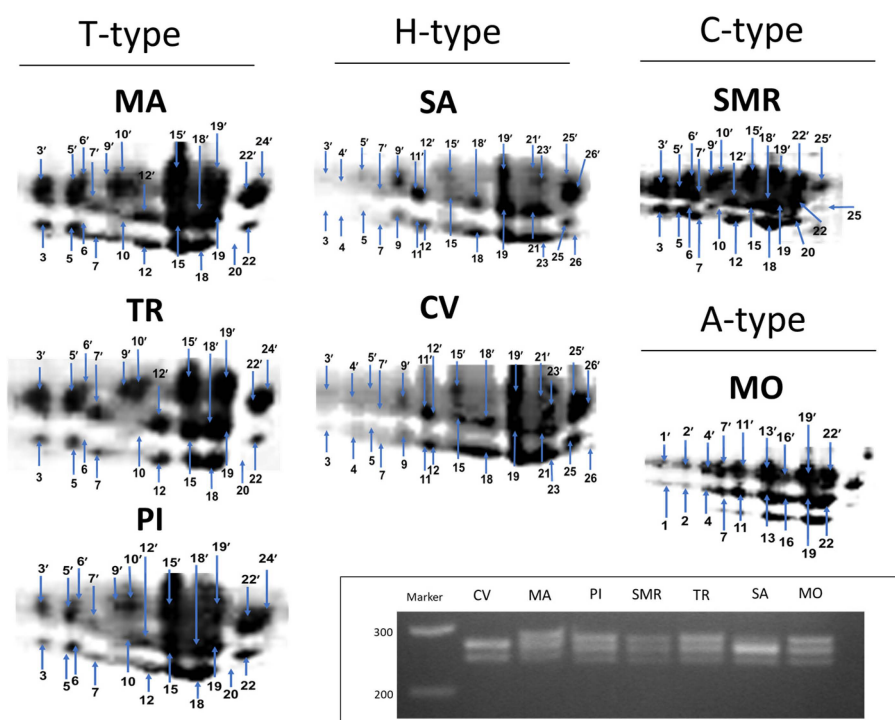 T-type
H-type
C-type
MA
SA
SMR
3′ 5′ 6′ 7′ 9′ 10′ 12′ 15′ 18′ 19′ 22′ 24′
3 5 6 7 10 12 15 18 19 20 22
3′ 4′ 5′ 7′ 9′ 11′ 12′ 15′ 18′ 19′ 21′ 23′ 25′ 26′
3 4 5 7 9 11 12 15 18 19 21 23 25 26
3′ 5′ 6′ 7′ 9′ 10′ 12′ 15′ 18′ 19′ 22′ 25′
3 5 6 7 10 12 15 18 19 20 22 25
TR
CV
A-type
MO
3′ 5′ 6′ 7′ 9′ 10′ 12′ 15′ 18′ 19′ 22′ 24′
3 5 6 7 10 12 15 18 19 20 22
3′ 4′ 5′ 7′ 9′ 11′ 12′ 15′ 18′ 19′ 21′ 23′ 25′ 26′
3 4 5 7 9 11 12 15 18 19 21 23 25 26
1′ 2′ 4′ 7′ 11′ 13′ 16′ 19′ 22′
1 2 4 7 11 13 16 19 22
PI
3′ 5′ 6′ 7′ 9′ 10′ 12′ 15′ 18′ 19′ 22′ 24′
3 5 6 7 10 12 15 18 19 20 22
Marker CV MA PI SMR TR SA MO
300
200